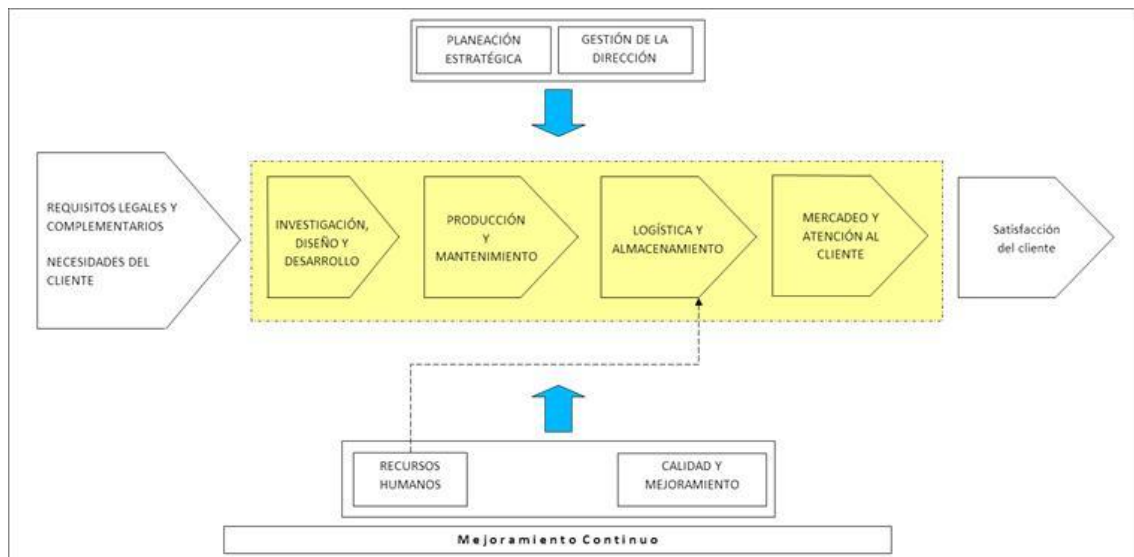 PLANEACIÓN
ESTRATÉGICA
GESTIÓN DE LA
DIRECCIÓN
REQUISITOS LEGALES Y
COMPLEMENTARIOS
NECESIDADES DEL
CLIENTE
INVESTIGACIÓN,
DISEÑO Y
DESARROLLO
PRODUCCIÓN
Y
MANTENIMIENTO
LOGÍSTICA Y
ALMACENAMIENTO
MERCADEO Y
ATENCIÓN AL
CLIENTE
Satisfacción
del cliente
RECURSOS
HUMANOS
CALIDAD Y
MEJORAMIENTO
Mejoramiento Continuo